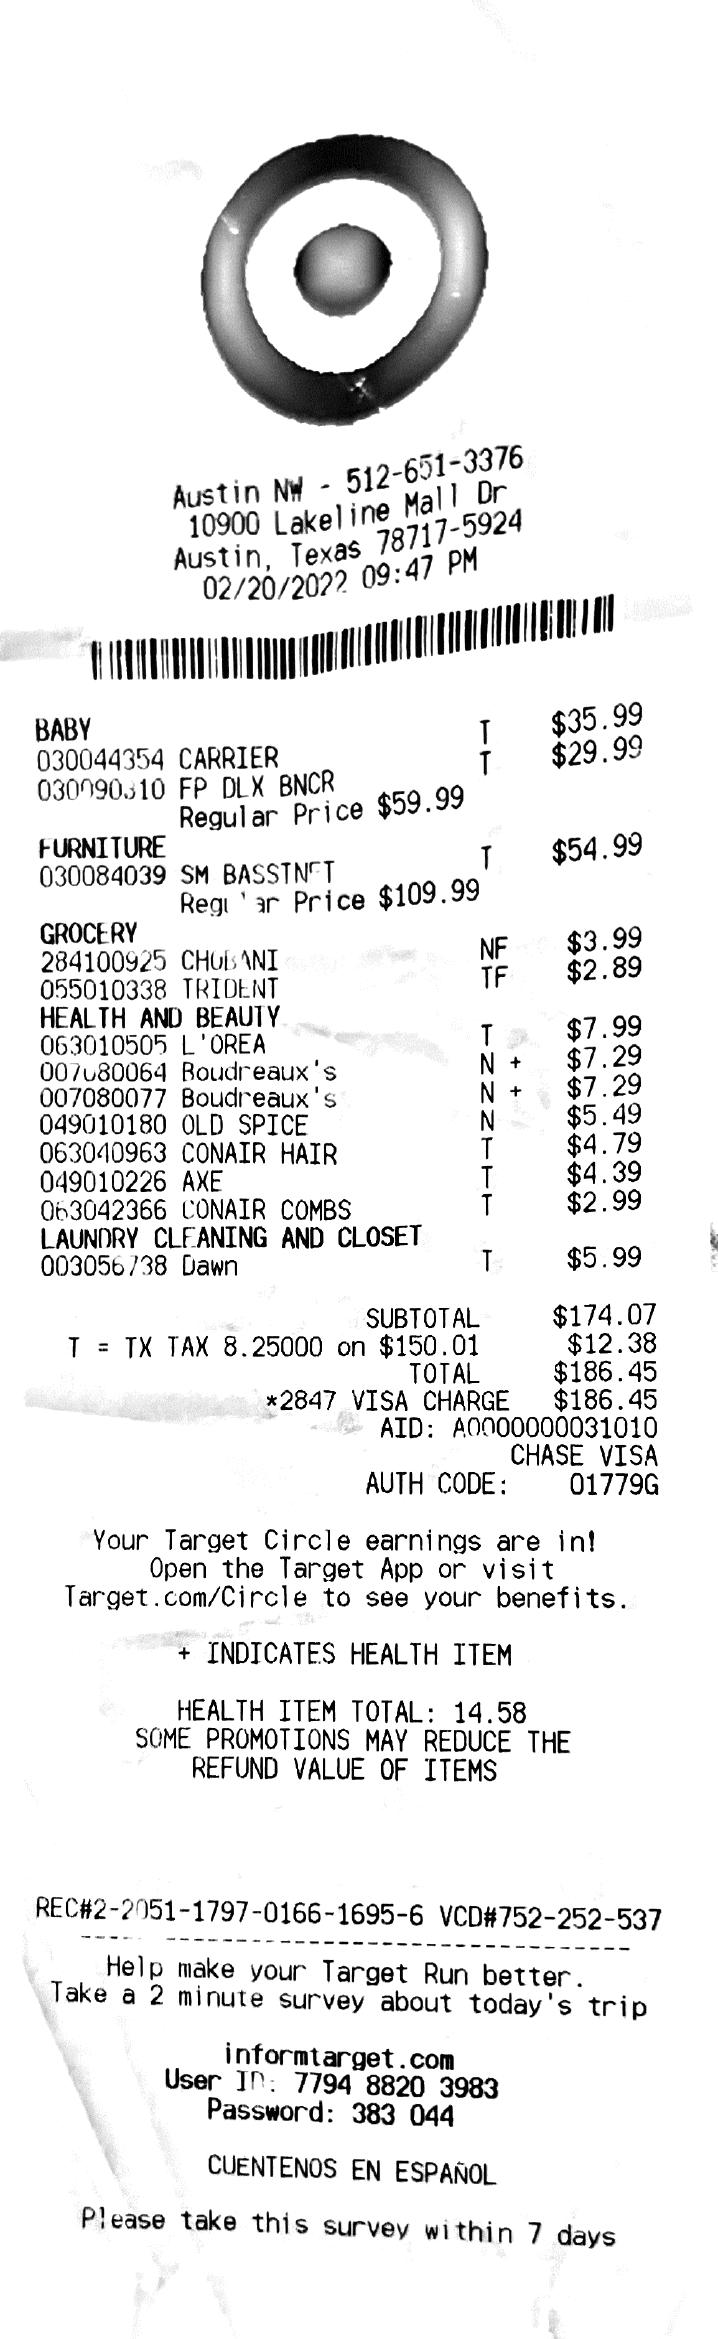 Austin NW - 512-651-3376
10900 Lakeline Mall Dr
Austin, Texas 78717-5924
02/20/2022 09:47 PM
BABY
030044354 CARRIER T $35.99
FP DLX BNCR T $29.99
Regular Price $59.99
FURNITURE
030084039 SM T $54.99
Price $109.99
GROCERY
284100925 CHOBANI NF $3.99
055010338 TRIDENT TF $2.89
HEALTH AND BEAUTY
063010505 L'OREA T $7.99
007080064 Boudreaux's N + $7.29
007080077 Boudreaux's N + $7.29
049010180 OLD SPICE N $5.49
063040963 CONAIR HAIR T $4.79
049010226 AXE T $4.39
063042366 CONAIR COMBS T $2.99
LAUNDRY CLEANING AND CLOSET
003056738 Dawn T $5.99
SUBTOTAL $174.07
T = TX TAX 8.25000 on $150.01 $12.38
TOTAL $186.45
*2847 VISA CHARGE $186.45
AID: A0000000031010
CHASE VISA
AUTH CODE: 01779G
Your Target Circle earnings are in!
Open the Target App or visit
Target.com/Circle to see your benefits.
+ INDICATES HEALTH ITEM
HEALTH ITEM TOTAL: 14.58
SOME PROMOTIONS MAY REDUCE THE
REFUND VALUE OF ITEMS
REC#2-2051-1797-0166-1695-6 VCD#752-252-537
Help make your Target Run better.
Take a 2 minute survey about today's trip
informtarget.com
User ID: 7794 8820 3983
Password: 383 044
CUENTENOS EN ESPAÑOL
Please take this survey within 7 days